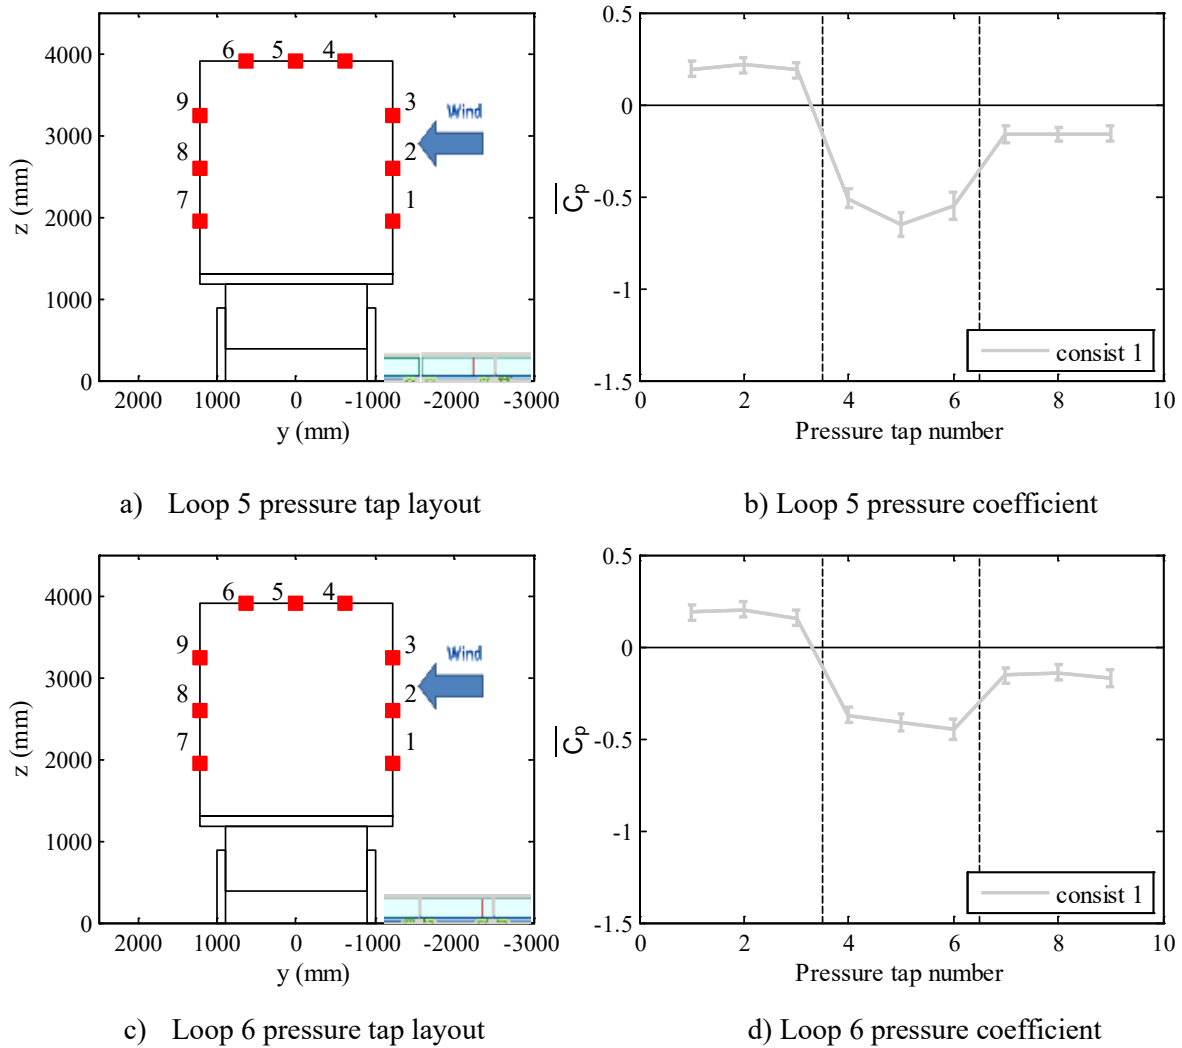 4000
3000
2000
1000
0
z (mm)
6 5 4
9 3
8 2
7 1
Wind
2000 1000 0 -1000 -2000 -3000
y (mm)
0.5
0
-0.5
-1
-1.5
Cp
consist 1
0 2 4 6 8 10
Pressure tap number
a) Loop 5 pressure tap layout
b) Loop 5 pressure coefficient
4000
3000
2000
1000
0
z (mm)
6 5 4
9 3
8 2
7 1
Wind
2000 1000 0 -1000 -2000 -3000
y (mm)
0.5
0
-0.5
-1
-1.5
Cp
consist 1
0 2 4 6 8 10
Pressure tap number
c) Loop 6 pressure tap layout
d) Loop 6 pressure coefficient